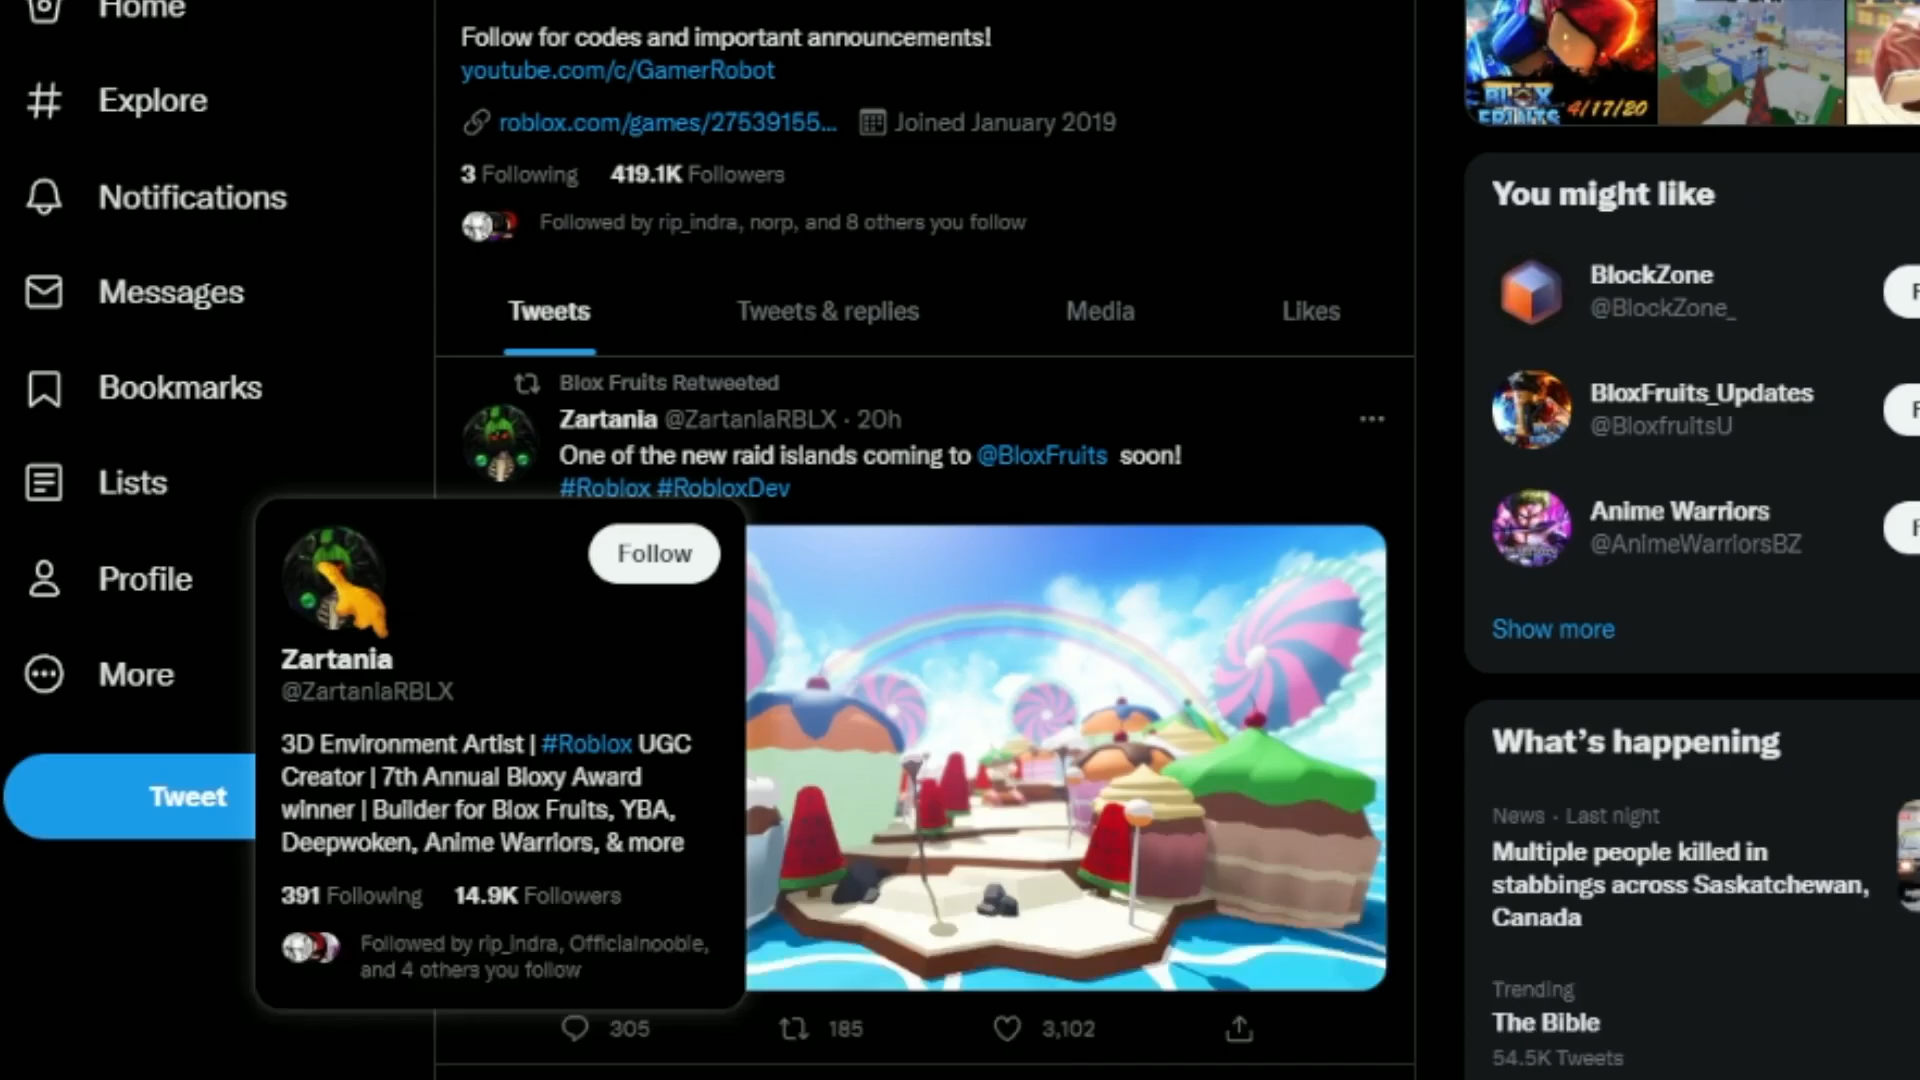 Home
Explore
Notifications
Messages
Bookmarks
Lists
Profile
More
Tweet
Follow for codes and important announcements!
youtube.com/c/GamerRobot
roblox.com/games/27539155... Joined January 2019
3 Following 419.1K Followers
Followed by rip_indra, norp, and 8 others you follow
Tweets Tweets & replies Media Likes
Blox Fruits Retweeted
Zartania @ZartaniaRBLX · 20h
One of the new raid islands coming to @BloxFruits soon!
#Roblox #RobloxDev
Follow
Zartania
@ZartaniaRBLX
3D Environment Artist | #Roblox UGC
Creator | 7th Annual Bloxy Award
winner | Builder for Blox Fruits, YBA,
Deepwoken, Anime Warriors, & more
391 Following 14.9K Followers
Followed by rip_indra, Officialnoobie,
and 4 others you follow
305 185 3,102
BLOX
FRUITS 4/17/20
You might like
BlockZone
@BlockZone_
BloxFruits_Updates
@BloxfruitsU
Anime Warriors
@AnimeWarriorsBZ
Show more
What's happening
News · Last night
Multiple people killed in
stabbings across Saskatchewan,
Canada
Trending
The Bible
54.5K Tweets